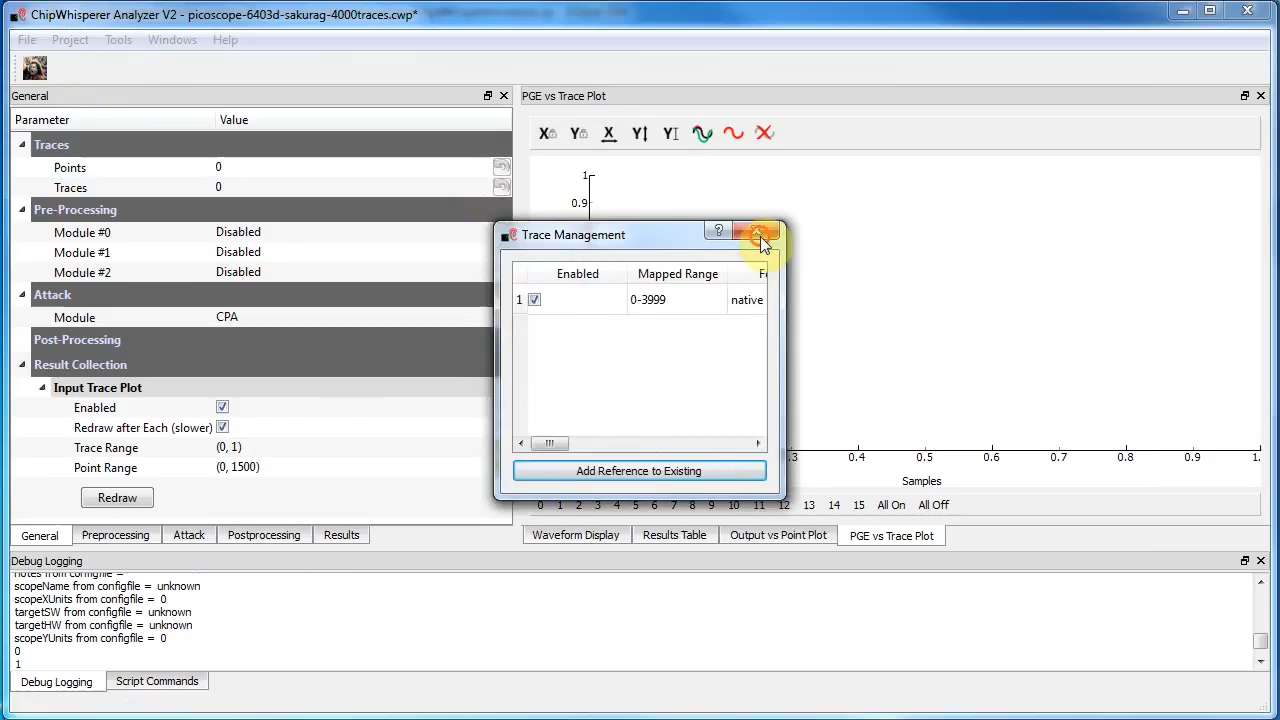 ChipWhisperer Analyzer V2 - picoscope-6403d-sakurag-4000traces.cwp*
File Project Tools Windows Help
General
PGE vs Trace Plot
Parameter Value
Traces
Points 0
Traces 0
Pre-Processing
Module #0 Disabled
Module #1 Disabled
Module #2 Disabled
Attack
Module CPA
Post-Processing
Result Collection
Input Trace Plot
Enabled
Redraw after Each (slower)
Trace Range (0, 1)
Point Range (0, 1500)
Redraw
General Preprocessing Attack Postprocessing Results
X Y X Y Y
1
0.9
Trace Management
?
Enabled Mapped Range
1 0-3999 native
Add Reference to Existing
0.3 0.4 0.5 0.6 0.7 0.8 0.9 1.
Samples
0 1 2 3 4 5 6 7 8 9 10 11 12 13 14 15 All On All Off
Waveform Display Results Table Output vs Point Plot PGE vs Trace Plot
Debug Logging
notes from configfile =
scopeName from configfile = unknown
scopeXUnits from configfile = 0
targetSW from configfile = unknown
targetHW from configfile = unknown
scopeYUnits from configfile = 0
0
1
Debug Logging Script Commands